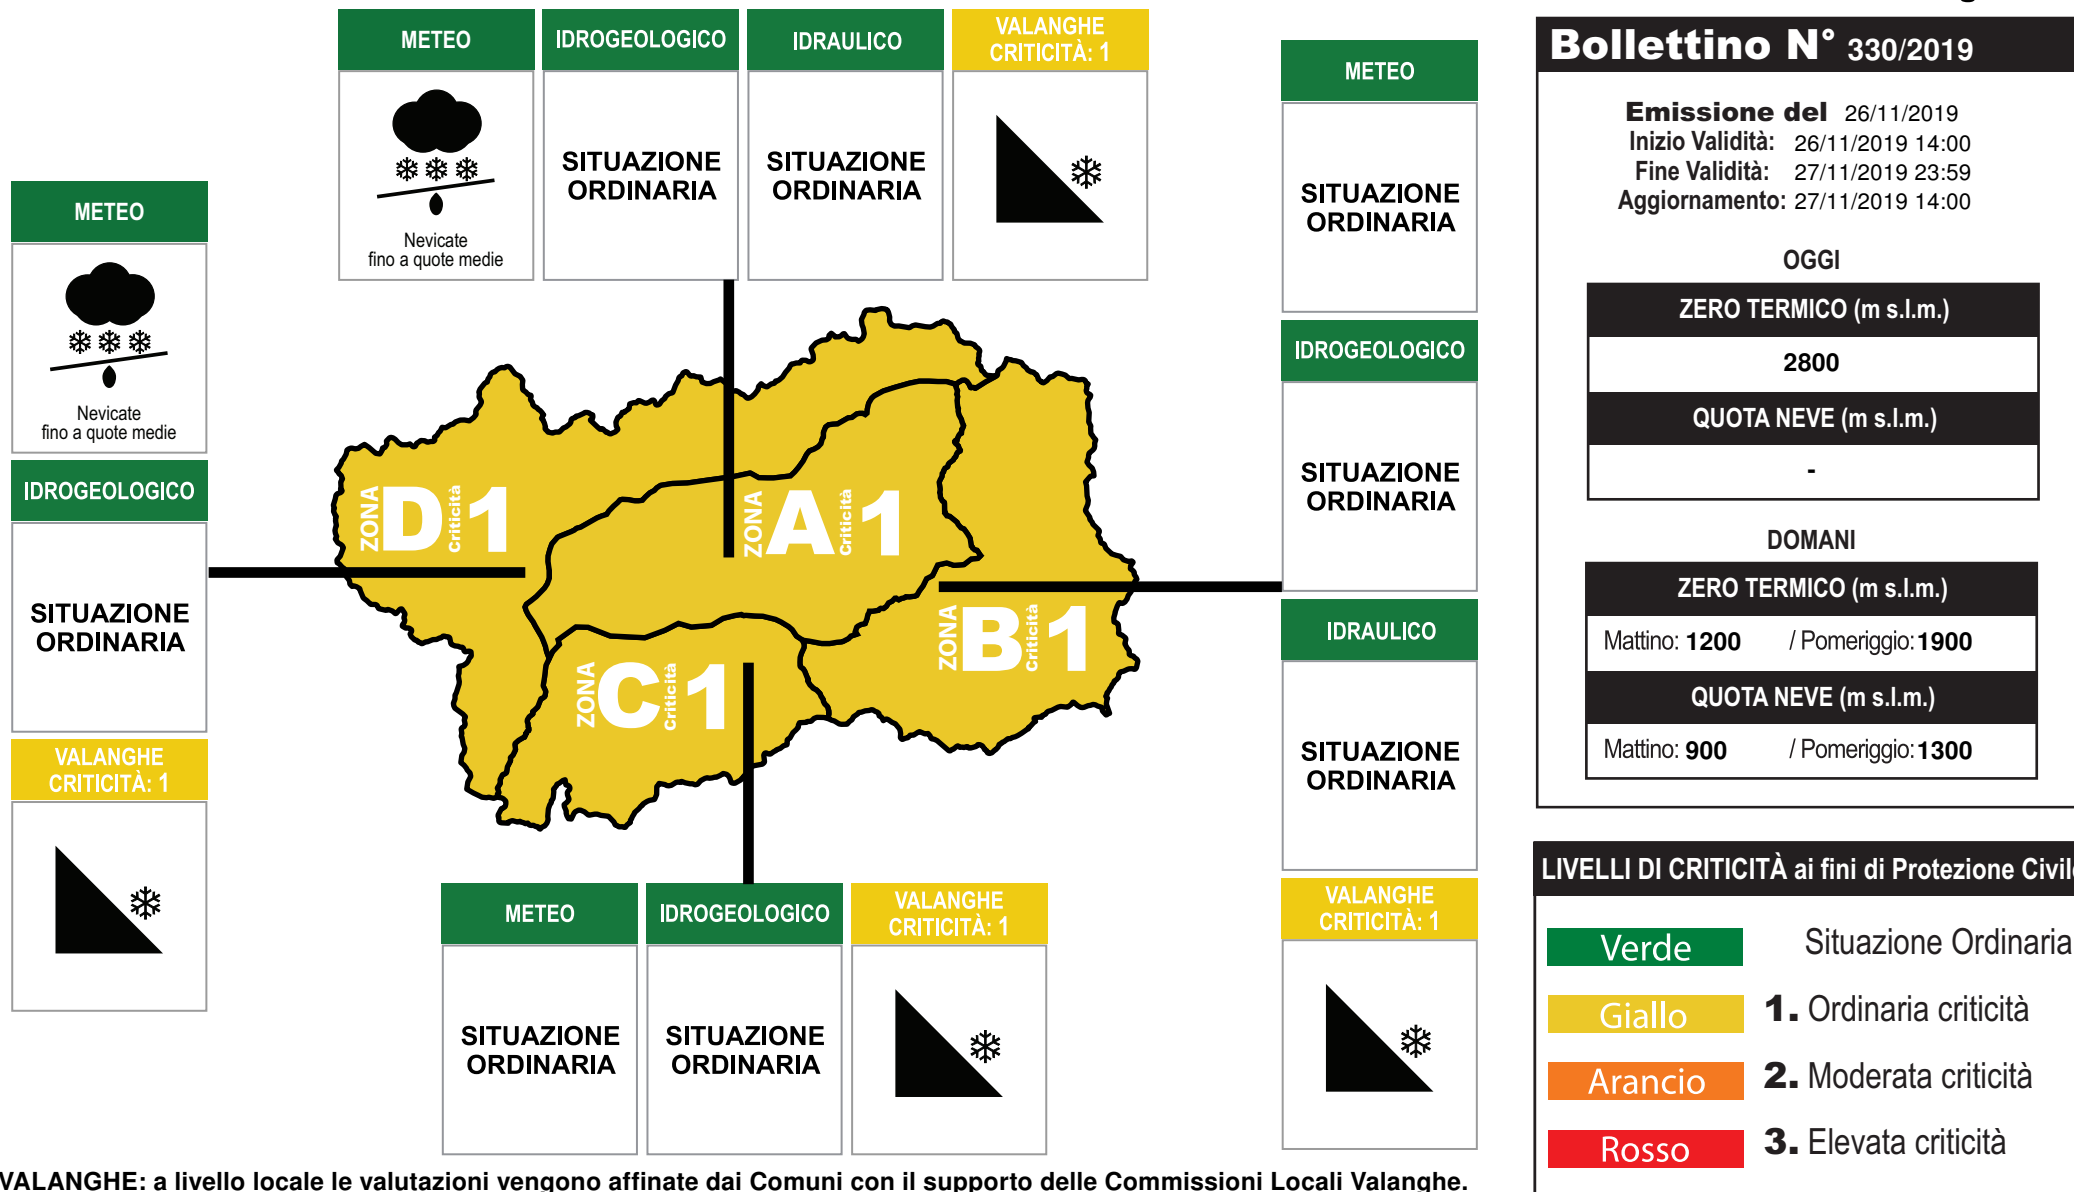 METEO
Nevicate
fino a quote medie
IDROGEOLOGICO
SITUAZIONE
ORDINARIA
IDRAULICO
SITUAZIONE
ORDINARIA
VALANGHE
CRITICITÀ: 1
METEO
Nevicate
fino a quote medie
IDROGEOLOGICO
SITUAZIONE
ORDINARIA
VALANGHE
CRITICITÀ: 1
ZONA D Criticità 1
ZONA A Criticità 1
ZONA B Criticità 1
ZONA C Criticità 1
METEO
SITUAZIONE
ORDINARIA
IDROGEOLOGICO
SITUAZIONE
ORDINARIA
IDRAULICO
SITUAZIONE
ORDINARIA
VALANGHE
CRITICITÀ: 1
METEO
SITUAZIONE
ORDINARIA
IDROGEOLOGICO
SITUAZIONE
ORDINARIA
VALANGHE
CRITICITÀ: 1
Bollettino N° 330/2019
Emissione del 26/11/2019
Inizio Validità: 26/11/2019 14:00
Fine Validità: 27/11/2019 23:59
Aggiornamento: 27/11/2019 14:00
OGGI
ZERO TERMICO (m s.l.m.)
2800
QUOTA NEVE (m s.l.m.)
-
DOMANI
ZERO TERMICO (m s.l.m.)
Mattino: 1200 / Pomeriggio: 1900
QUOTA NEVE (m s.l.m.)
Mattino: 900 / Pomeriggio: 1300
LIVELLI DI CRITICITÀ ai fini di Protezione Civile
Verde Situazione Ordinaria
Giallo 1. Ordinaria criticità
Arancio 2. Moderata criticità
Rosso 3. Elevata criticità
VALANGHE: a livello locale le valutazioni vengono affinate dai Comuni con il supporto delle Commissioni Locali Valanghe.